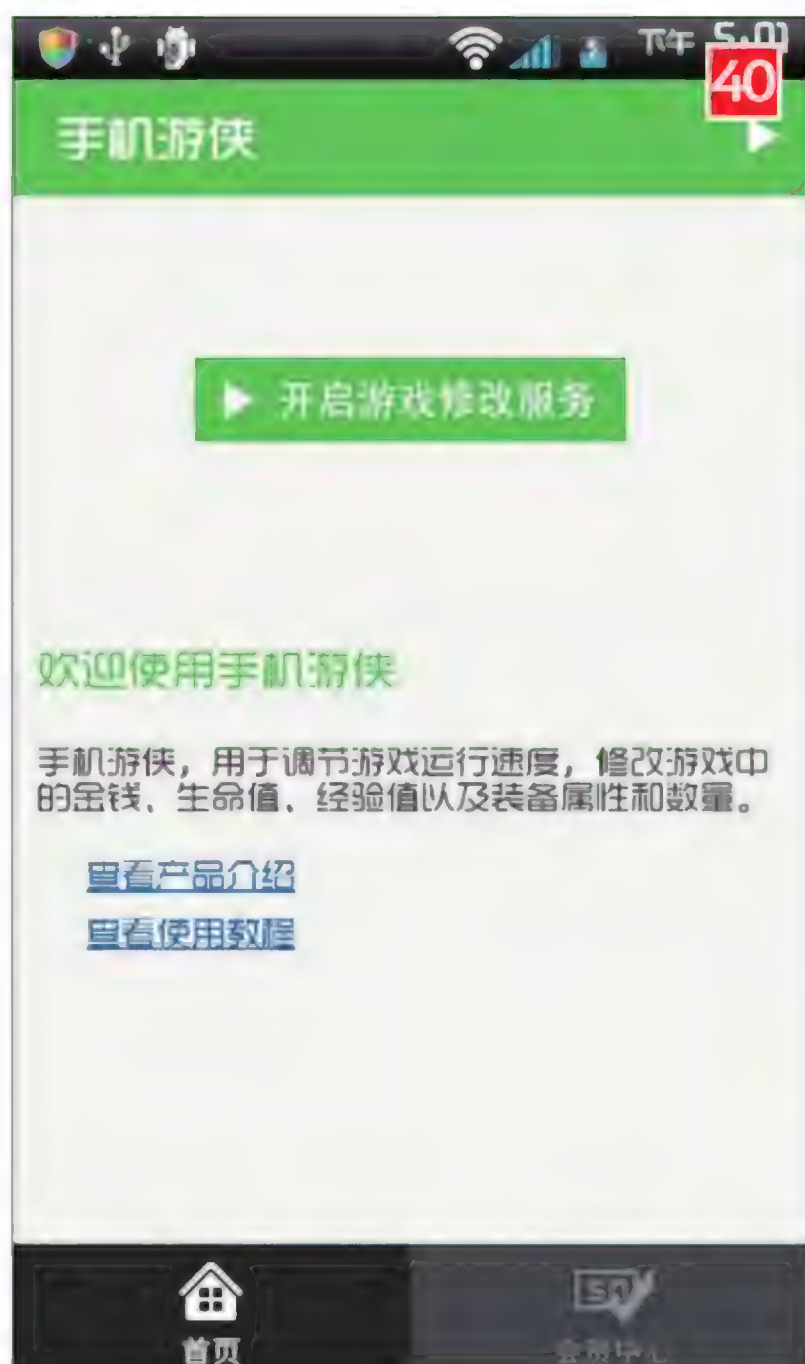 下午 5:01
40
手机游侠
开启游戏修改服务
欢迎使用手机游侠
手机游侠，用于调节游戏运行速度，修改游戏中
的金钱、生命值、经验值以及装备属性和数量。
查看产品介绍
查看使用教程
首页